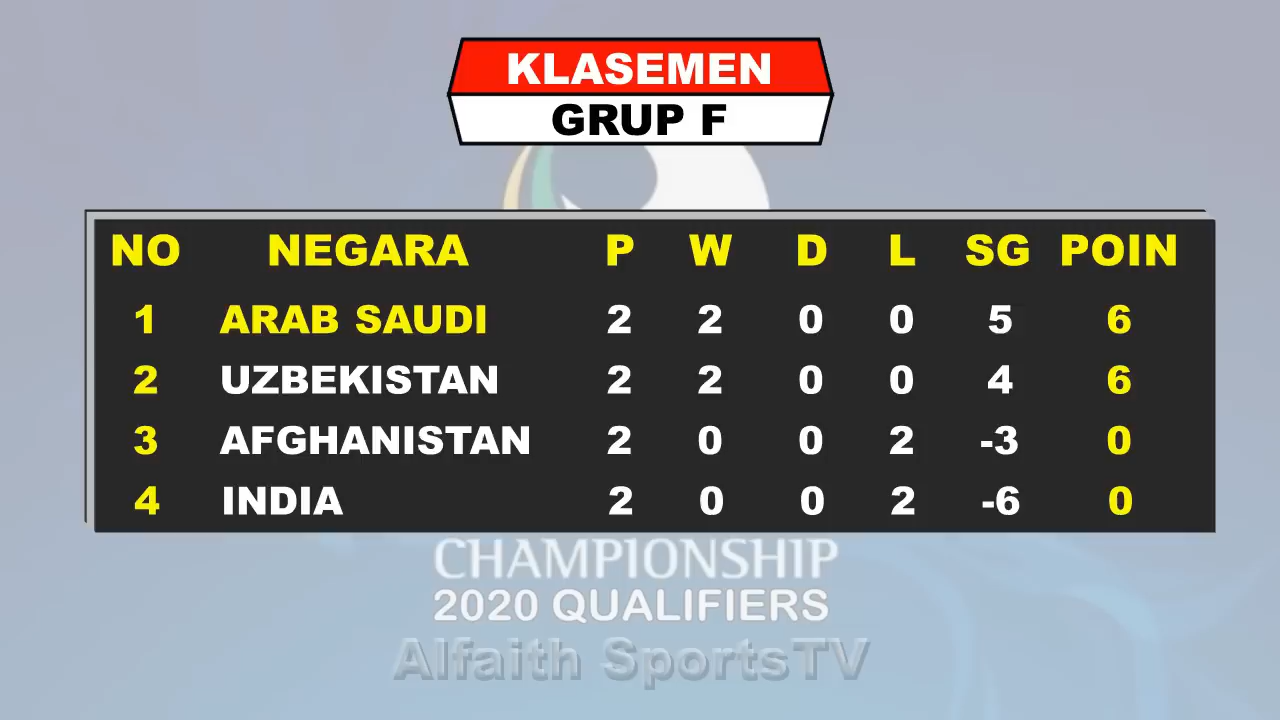 KLASEMEN
GRUP F
NO NEGARA P W D L SG POIN
1 ARAB SAUDI 2 2 0 0 5 6
2 UZBEKISTAN 2 2 0 0 4 6
3 AFGHANISTAN 2 0 0 2 -3 0
4 INDIA 2 0 0 2 -6 0
CHAMPIONSHIP
2020 QUALIFIERS
Alfaith SportsTV